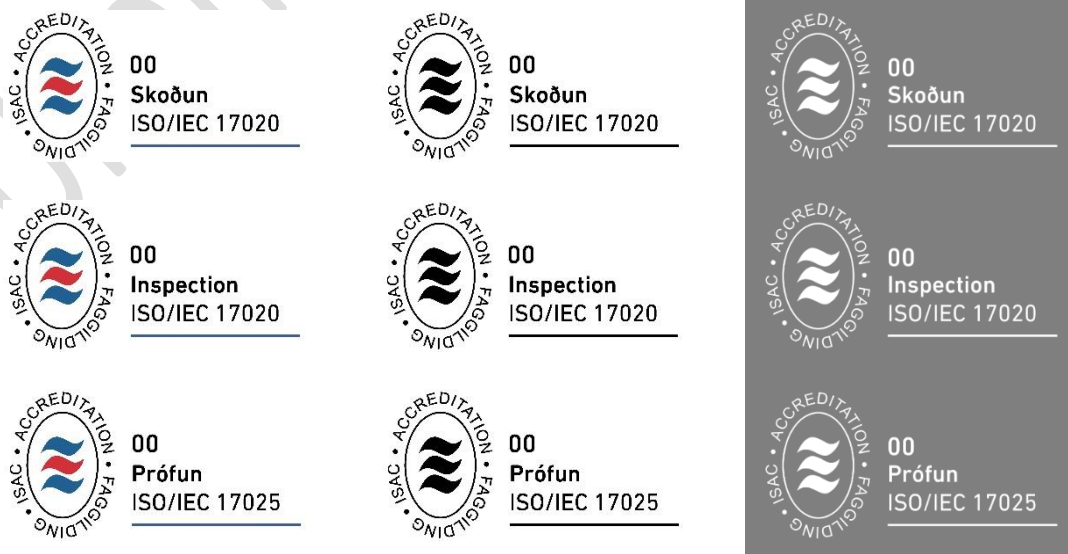 ISAC • ACCREDITATION • FAGGILDING •
00
Skoðun
ISO/IEC 17020
ISAC • ACCREDITATION • FAGGILDING •
00
Skoðun
ISO/IEC 17020
ISAC • ACCREDITATION • FAGGILDING •
00
Skoðun
ISO/IEC 17020
ISAC • ACCREDITATION • FAGGILDING •
00
Inspection
ISO/IEC 17020
ISAC • ACCREDITATION • FAGGILDING •
00
Inspection
ISO/IEC 17020
ISAC • ACCREDITATION • FAGGILDING •
00
Inspection
ISO/IEC 17020
ISAC • ACCREDITATION • FAGGILDING •
00
Prófun
ISO/IEC 17025
ISAC • ACCREDITATION • FAGGILDING •
00
Prófun
ISO/IEC 17025
ISAC • ACCREDITATION • FAGGILDING •
00
Prófun
ISO/IEC 17025